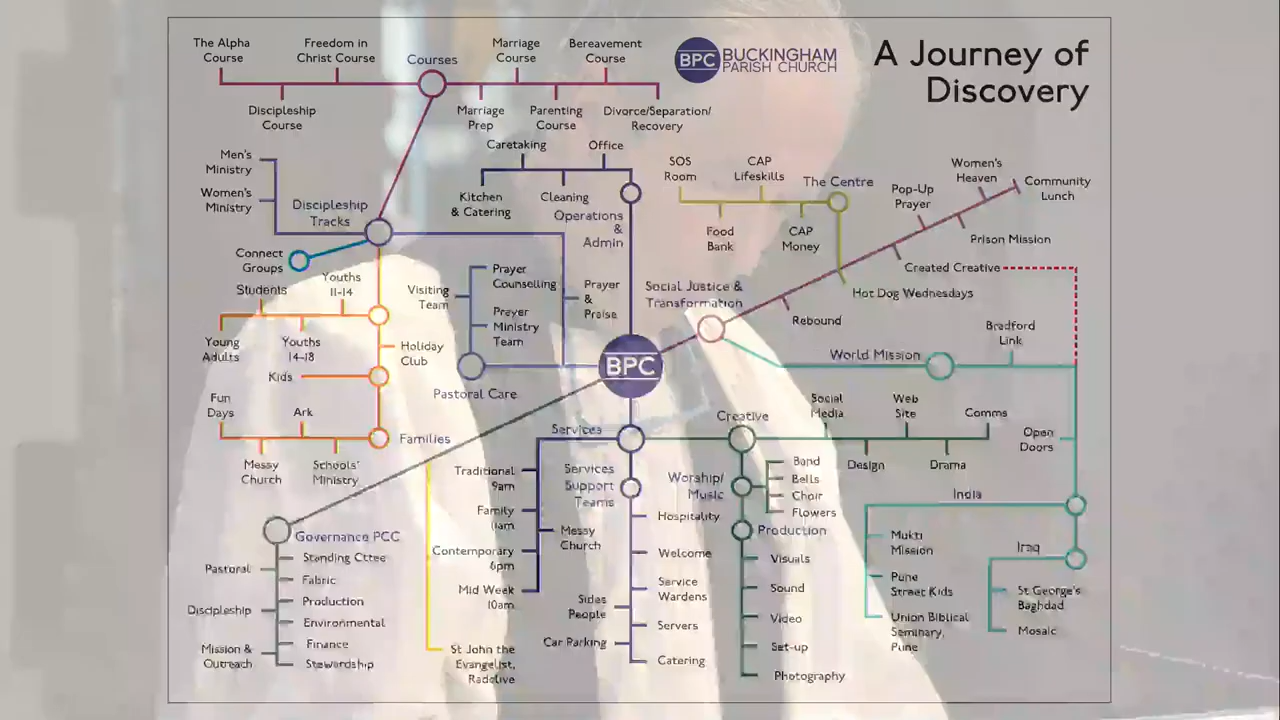 The Alpha
Course
Freedom in
Christ Course
Courses
Marriage
Course
Bereavement
Course
BPC
BUCKINGHAM
PARISH CHURCH
A Journey of
Discovery
Discipleship
Course
Marriage
Prep
Parenting
Course
Divorce/Separation/
Recovery
Men's
Ministry
Women's
Ministry
Discipleship
Tracks
Connect
Groups
Caretaking
Office
Kitchen
& Catering
Cleaning
Operations
&
Admin
SOS
Room
CAP
Lifeskills
The Centre
Food
Bank
CAP
Money
Women's
Heaven
Community
Lunch
Pop-Up
Prayer
Prison Mission
Created Creative
Hot Dog Wednesdays
Social Justice &
Transformation
Rebound
Students
Youths
11-14
Young
Adults
Youths
14-18
Holiday
Club
Kids
Fun
Days
Ark
Families
Messy
Church
Schools'
Ministry
Visiting
Team
Prayer
Counselling
Prayer
Ministry
Team
Prayer
&
Praise
Pastoral Care
BPC
World Mission
Bradford
Link
Open
Doors
India
Mukti
Mission
Pune
Street Kids
Union Biblical
Seminary,
Pune
Iraq
St George's
Baghdad
Mosaic
Services
Creative
Social
Media
Web
Site
Comms
Design
Drama
Traditional
9am
Family
11am
Contemporary
6pm
Mid Week
10am
Messy
Church
Services
Support
Teams
Hospitality
Welcome
Service
Wardens
Sides
People
Servers
Car Parking
Catering
Worship/
Music
Band
Bells
Choir
Flowers
Production
Visuals
Sound
Video
Set-up
Photography
Governance PCC
Standing Cttee
Pastoral
Fabric
Production
Discipleship
Environmental
Finance
Mission &
Outreach
Stewardship
St John the
Evangelist,
Radclive